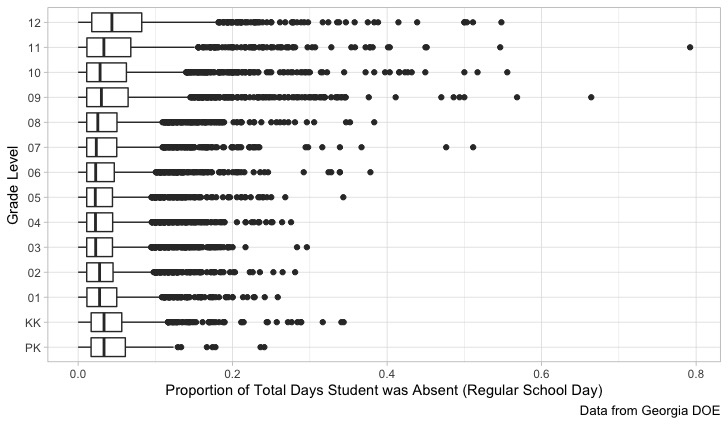 12
11
10
09
08
07
06
05
04
03
02
01
KK
PK
Grade Level
0.0 0.2 0.4 0.6 0.8
Proportion of Total Days Student was Absent (Regular School Day)
Data from Georgia DOE